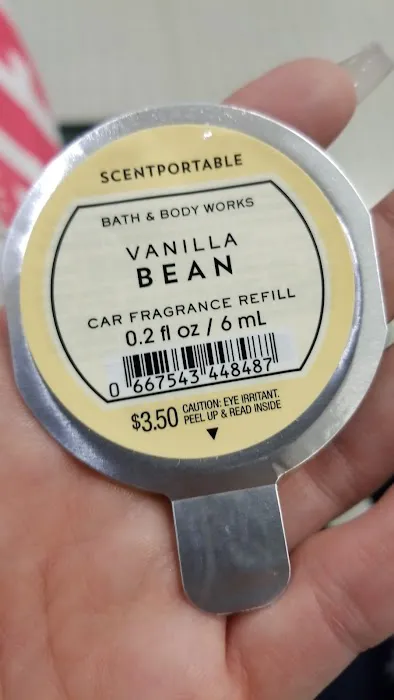 SCENTPORTABLE
BATH & BODY WORKS
VANILLA
BEAN
CAR FRAGRANCE REFILL
0.2 fl oz / 6 mL
0 667543 448487
$3.50 CAUTION: EYE IRRITANT.
PEEL UP & READ INSIDE